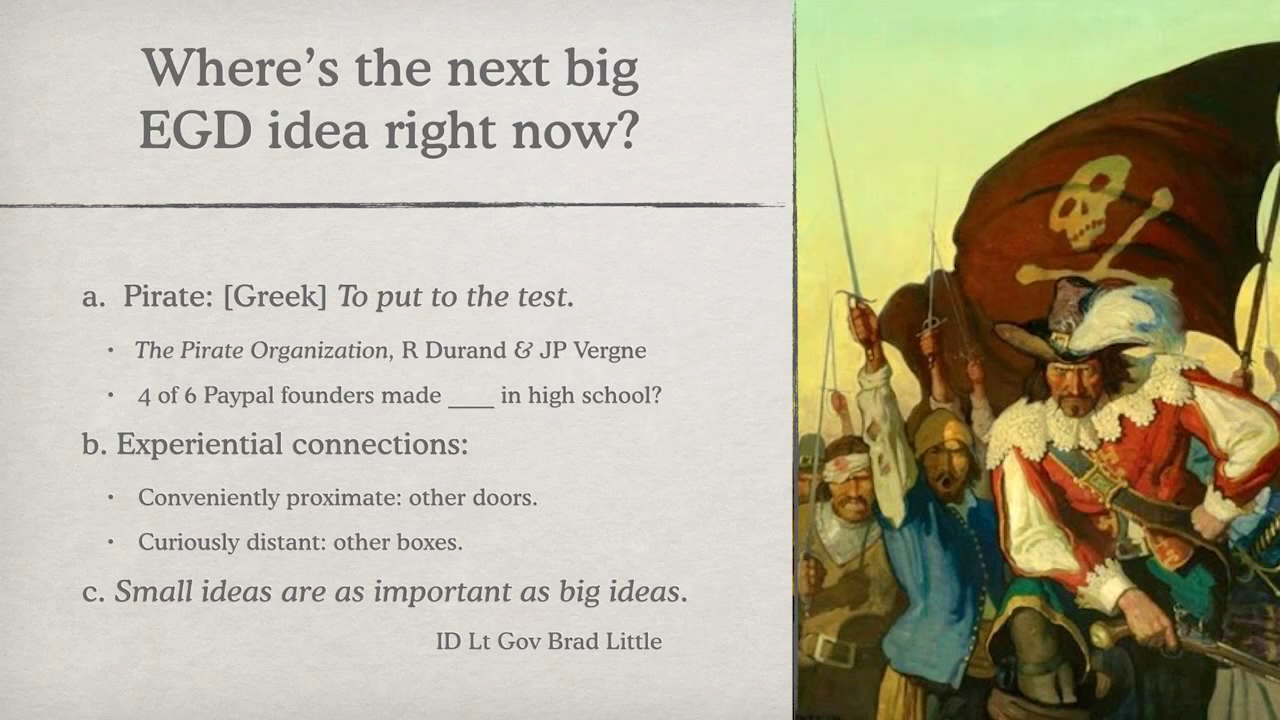 Where’s the next big
EGD idea right now?
a. Pirate: [Greek] To put to the test.
• The Pirate Organization, R Durand & JP Vergne
• 4 of 6 Paypal founders made ____ in high school?
b. Experiential connections:
• Conveniently proximate: other doors.
• Curiously distant: other boxes.
c. Small ideas are as important as big ideas.
ID Lt Gov Brad Little